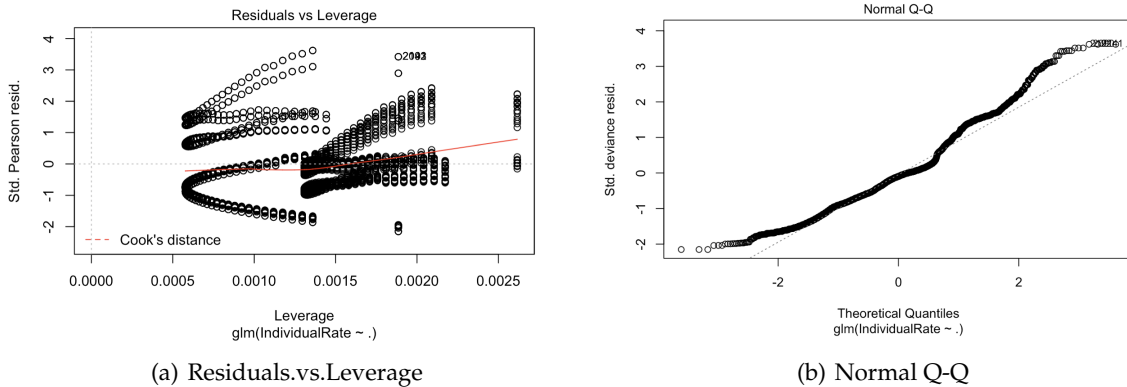 Residuals vs Leverage
Std. Pearson resid.
4
3
2
1
0
-1
-2
Cook's distance
0.0000 0.0005 0.0010 0.0015 0.0020 0.0025
Leverage
glm(IndividualRate ~ .)
(a) Residuals.vs.Leverage
Normal Q-Q
Std. deviance resid.
4
3
2
1
0
-1
-2
-2 0 2
Theoretical Quantiles
glm(IndividualRate ~ .)
(b) Normal Q-Q